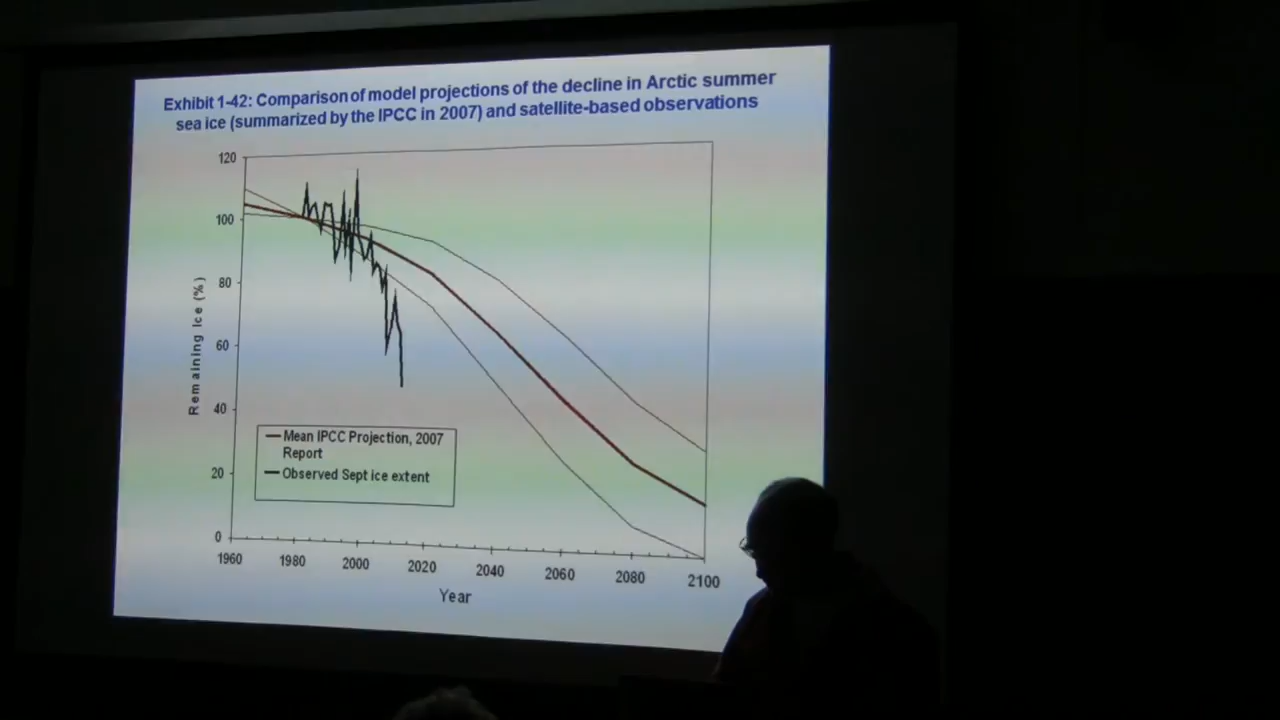 Exhibit 1-42: Comparison of model projections of the decline in Arctic summer
sea ice (summarized by the IPCC in 2007) and satellite-based observations
120
100
80
60
40
20
0
Remaining Ice (%)
Mean IPCC Projection, 2007
Report
Observed Sept ice extent
1960 1980 2000 2020 2040 2060 2080 2100
Year